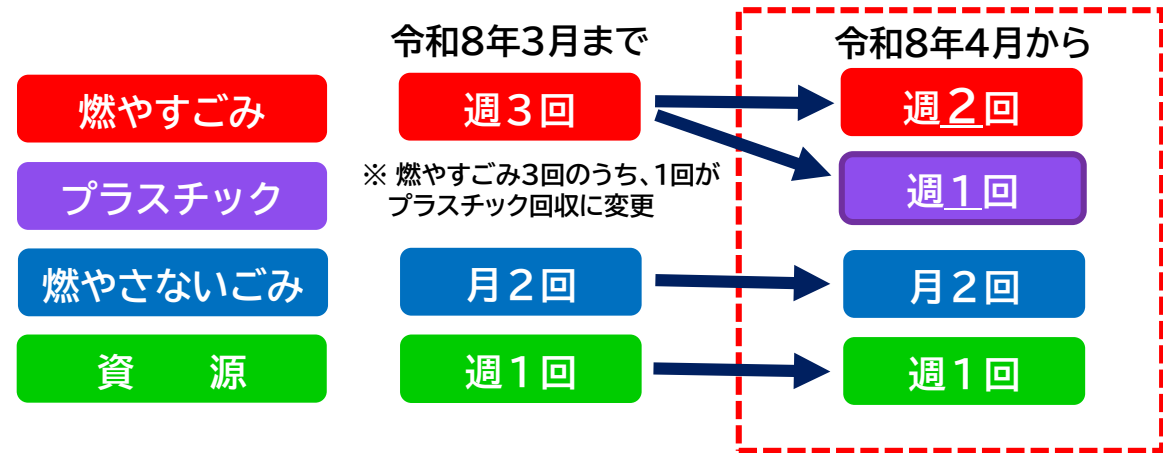 令和8年3月まで
令和8年4月から
燃やすごみ
週3回
週2回
※ 燃やすごみ3回のうち、1回が
プラスチック回収に変更
プラスチック
週1回
燃やさないごみ
月2回
月2回
資　　源
週1回
週1回